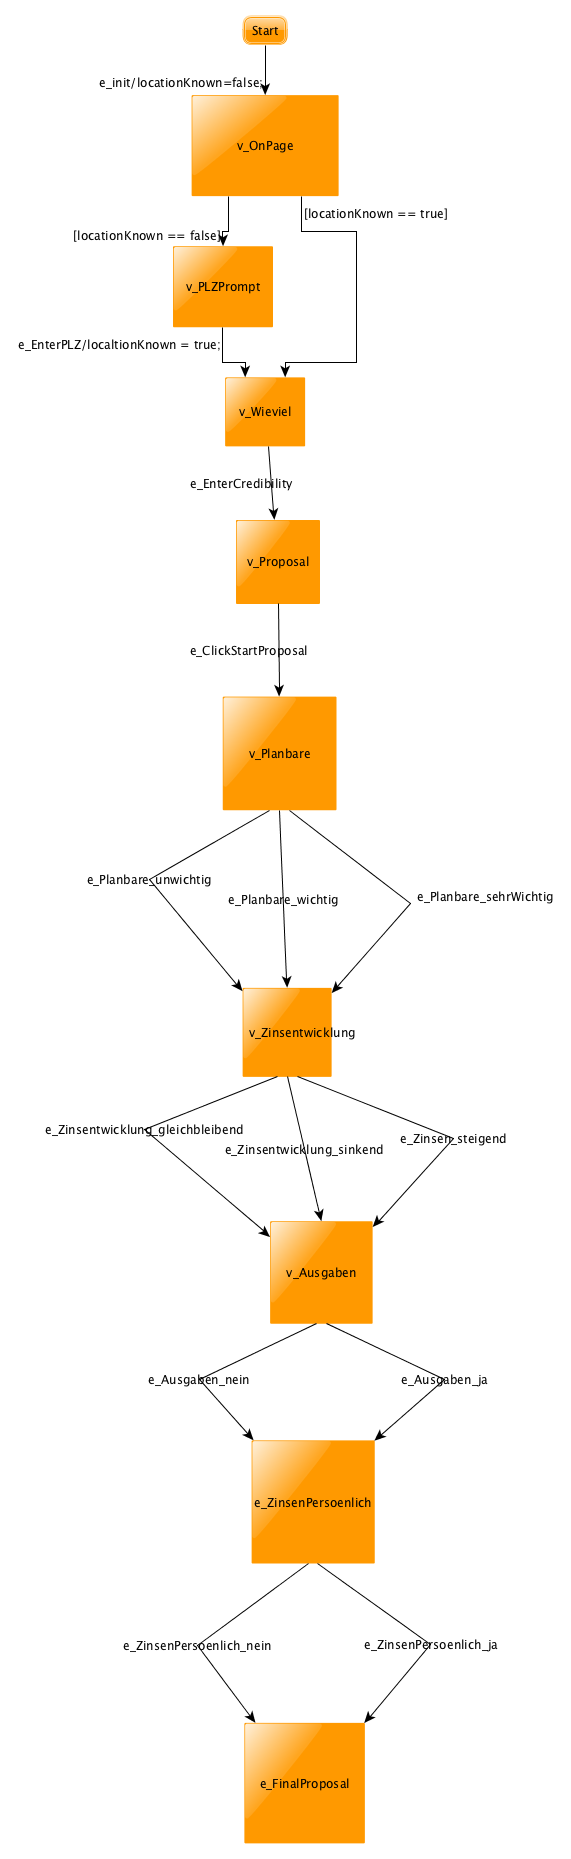 Start
e_init/locationKnown=false;
v_OnPage
[locationKnown == true]
[locationKnown == false]
v_PLZPrompt
e_EnterPLZ/localtionKnown = true;
v_Wieviel
e_EnterCredibility
v_Proposal
e_ClickStartProposal
v_Planbare
e_Planbare_unwichtig
e_Planbare_wichtig
e_Planbare_sehrWichtig
v_Zinsentwicklung
e_Zinsentwicklung_gleichbleibend
e_Zinsentwicklung_sinkend
e_Zinsen_steigend
v_Ausgaben
e_Ausgaben_nein
e_Ausgaben_ja
e_ZinsenPersoenlich
e_ZinsenPersoenlich_nein
e_ZinsenPersoenlich_ja
e_FinalProposal